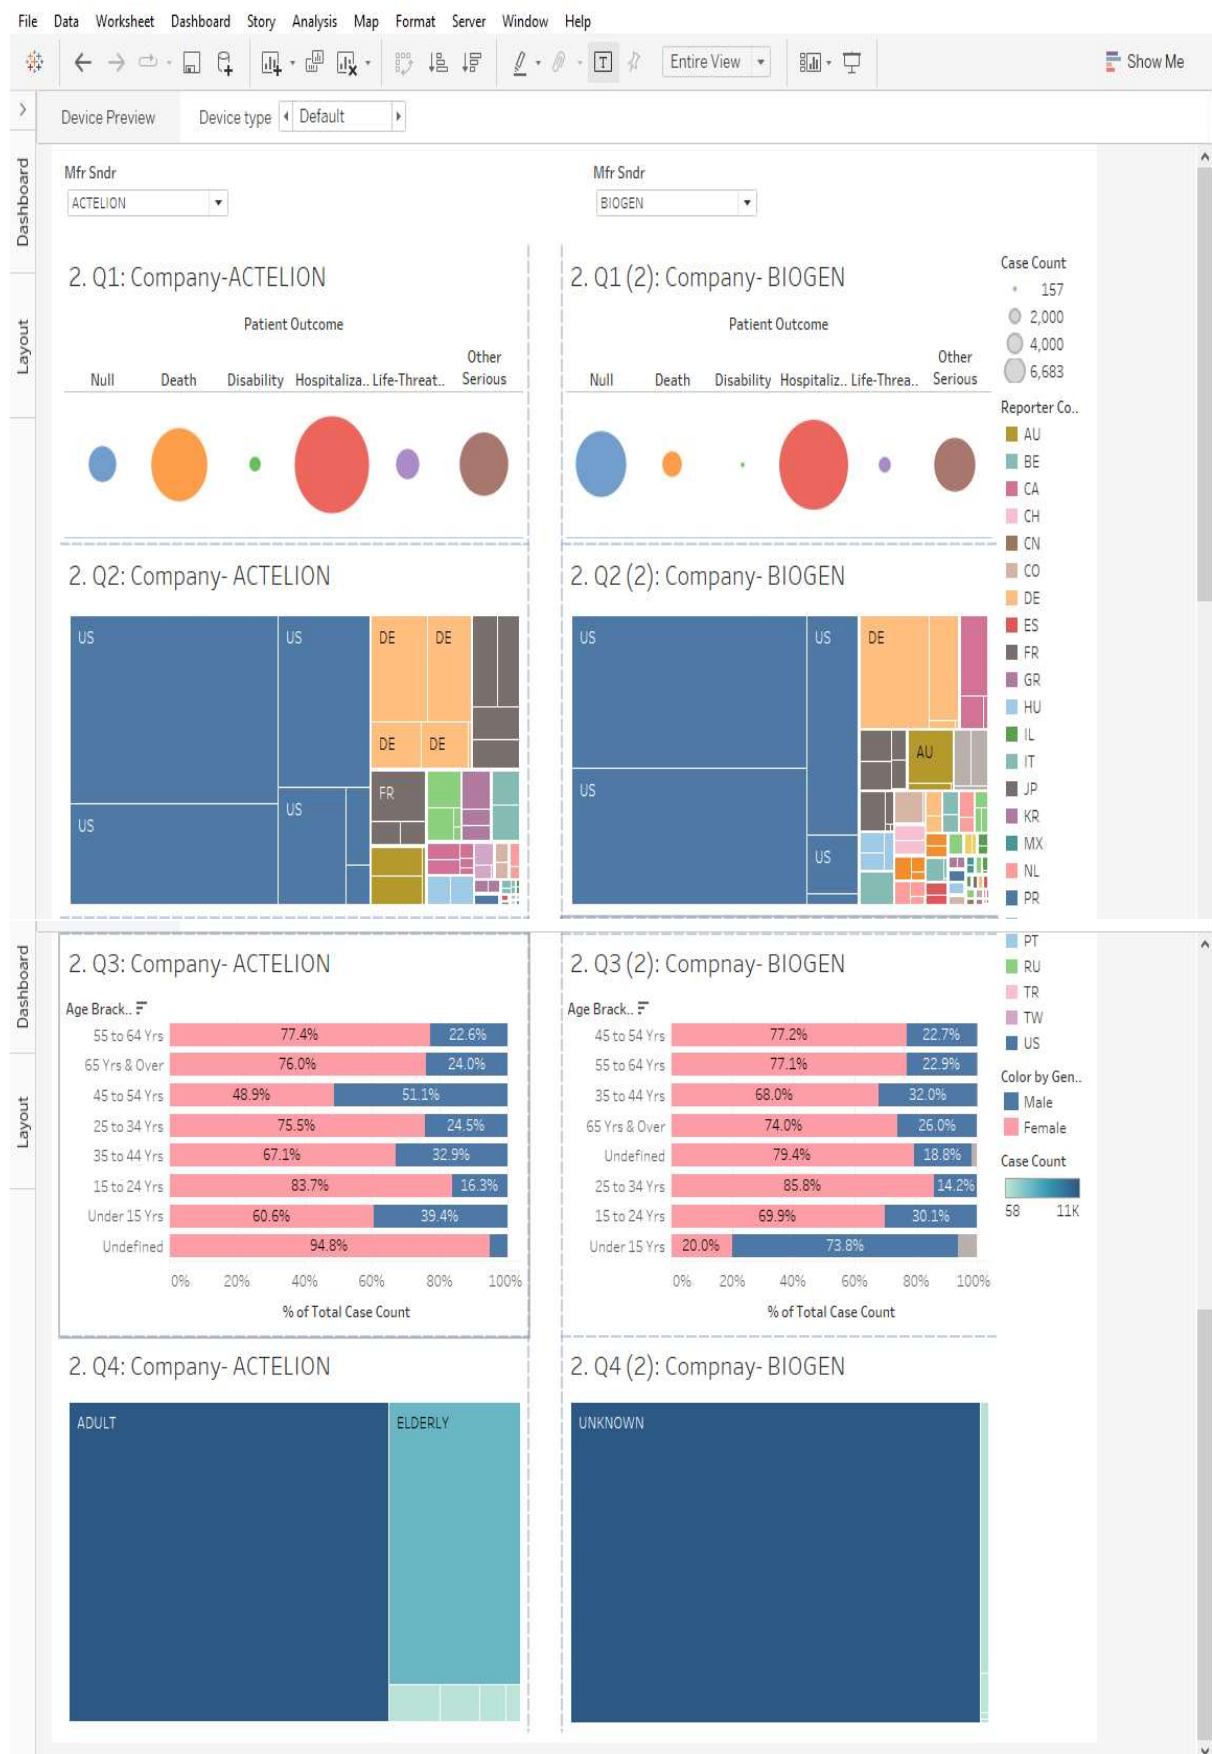 File Data Worksheet Dashboard Story Analysis Map Format Server Window Help
Entire View
Show Me
Device Preview Device type Default
Dashboard
Layout
Mfr Sndr
ACTELION
Mfr Sndr
BIOGEN
2. Q1: Company-ACTELION
Patient Outcome
Null Death Disability Hospitaliza.. Life-Threat.. Other Serious
2. Q1 (2): Company- BIOGEN
Patient Outcome
Null Death Disability Hospitaliz.. Life-Threa.. Other Serious
Case Count
157
2,000
4,000
6,683
Reporter Co..
AU
BE
CA
CH
CN
CO
DE
ES
FR
GR
HU
IL
IT
JP
KR
MX
NL
PR
2. Q2: Company- ACTELION
US US DE DE
DE DE
FR
US US
2. Q2 (2): Company- BIOGEN
US US DE
AU
US
US
Dashboard
Layout
2. Q3: Company- ACTELION
Age Brack..
55 to 64 Yrs 77.4% 22.6%
65 Yrs & Over 76.0% 24.0%
45 to 54 Yrs 48.9% 51.1%
25 to 34 Yrs 75.5% 24.5%
35 to 44 Yrs 67.1% 32.9%
15 to 24 Yrs 83.7% 16.3%
Under 15 Yrs 60.6% 39.4%
Undefined 94.8%
0% 20% 40% 60% 80% 100%
% of Total Case Count
2. Q3 (2): Compnay- BIOGEN
Age Brack..
45 to 54 Yrs 77.2% 22.7%
55 to 64 Yrs 77.1% 22.9%
35 to 44 Yrs 68.0% 32.0%
65 Yrs & Over 74.0% 26.0%
Undefined 79.4% 18.8%
25 to 34 Yrs 85.8% 14.2%
15 to 24 Yrs 69.9% 30.1%
Under 15 Yrs 20.0% 73.8%
0% 20% 40% 60% 80% 100%
% of Total Case Count
PT
RU
TR
TW
US
Color by Gen..
Male
Female
Case Count
58 11K
2. Q4: Company- ACTELION
ADULT ELDERLY
2. Q4 (2): Compnay- BIOGEN
UNKNOWN